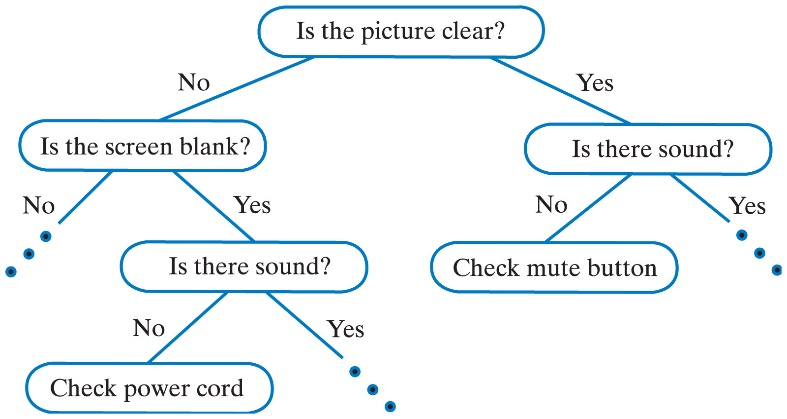 Is the picture clear?
No
Yes
Is the screen blank?
Is there sound?
No
Yes
No
Yes
Is there sound?
Check mute button
No
Yes
Check power cord